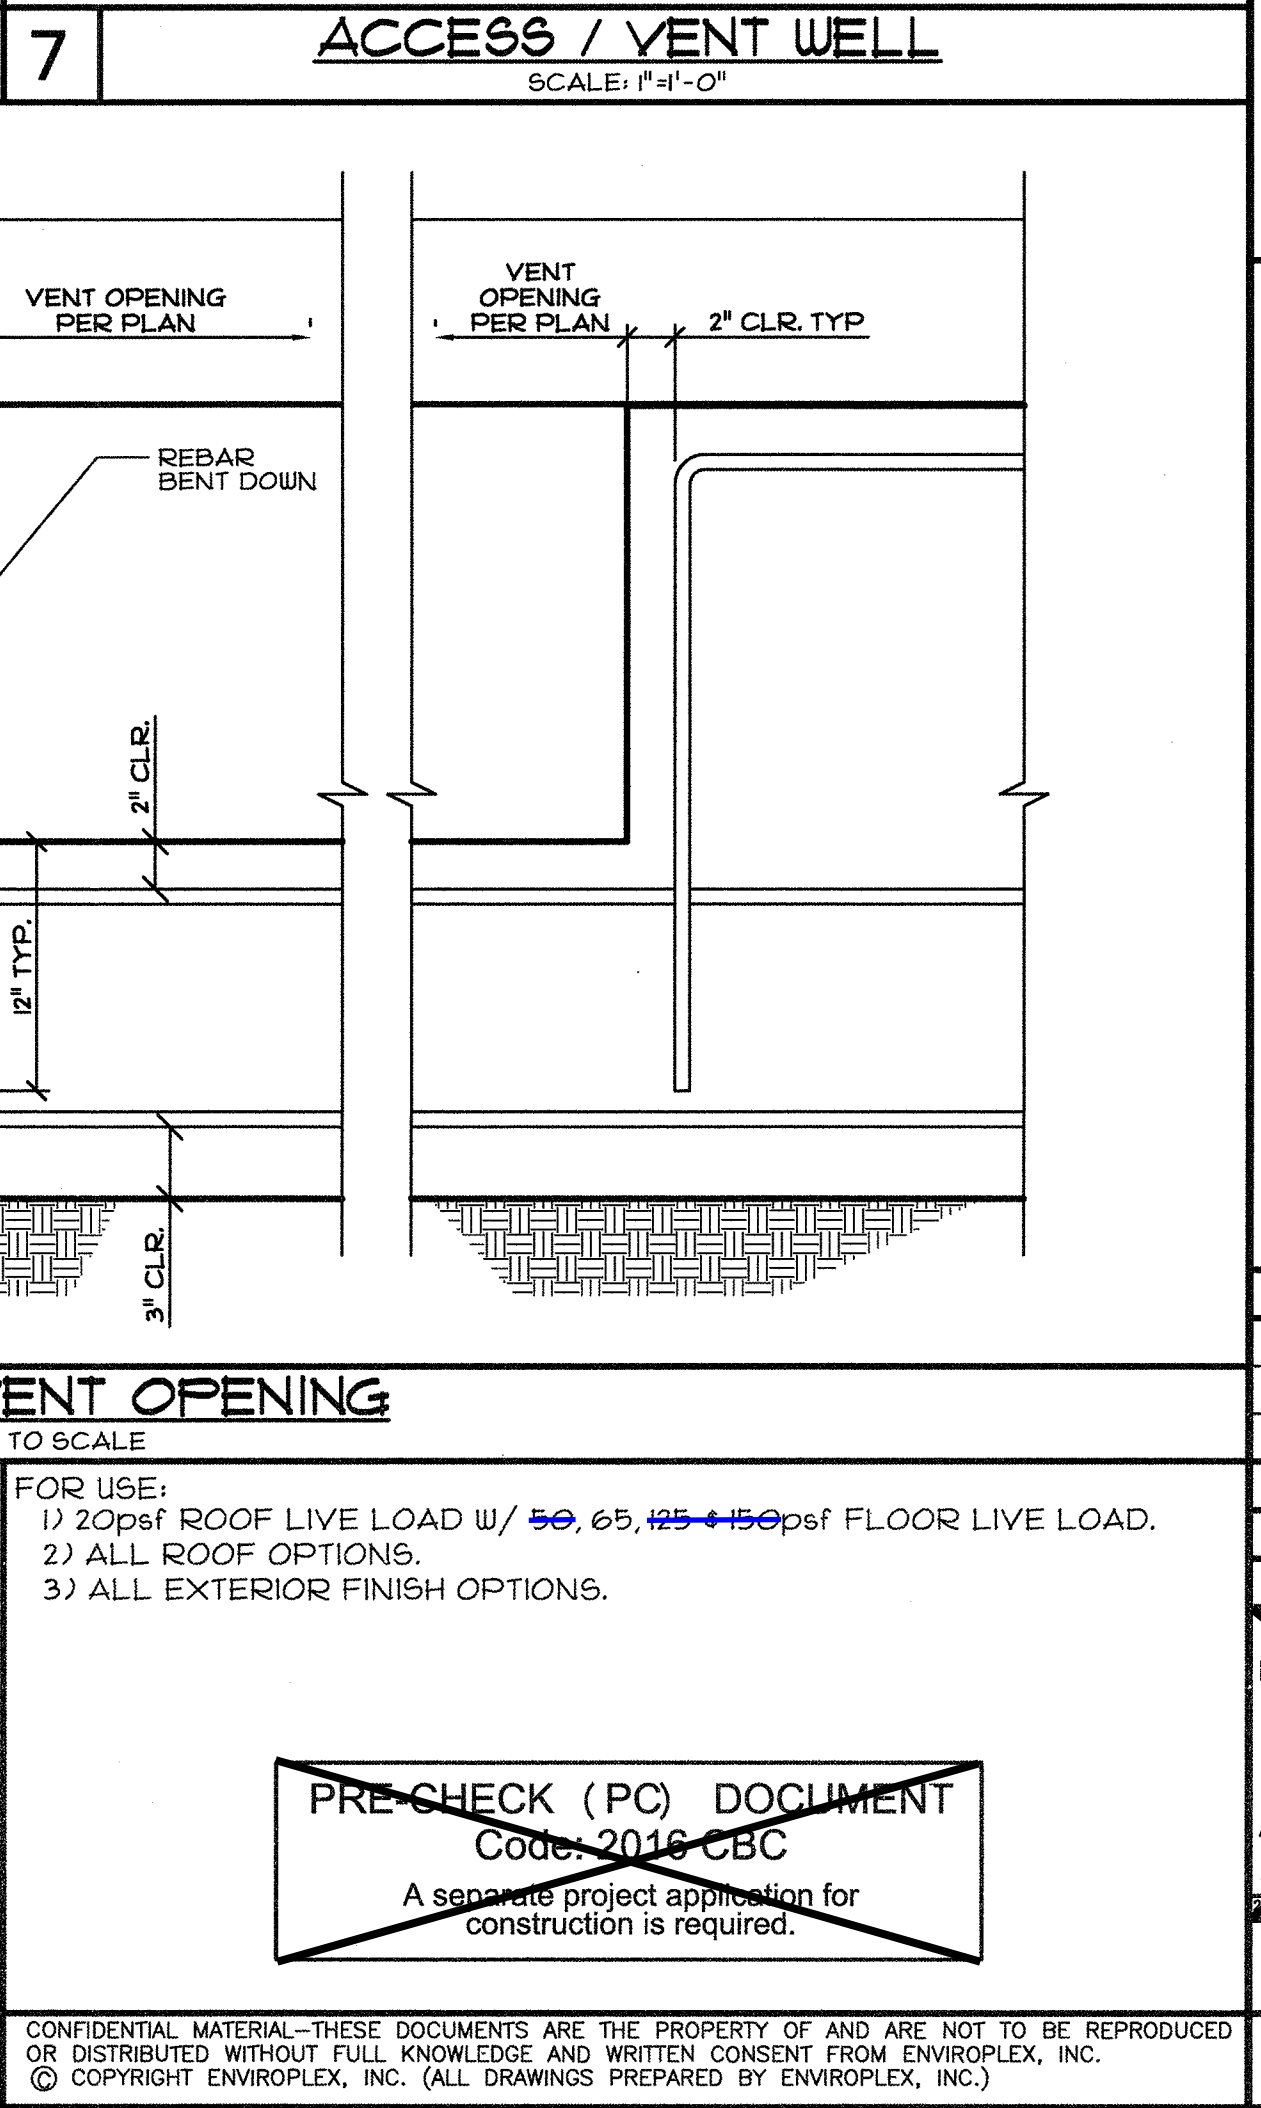 7
ACCESS / VENT WELL
SCALE: 1"=1'-0"
VENT OPENING
PER PLAN
VENT
OPENING
PER PLAN
2" CLR. TYP
REBAR
BENT DOWN
2" CLR.
12" TYP.
3" CLR.
ENT OPENING
TO SCALE
FOR USE:
1) 20psf ROOF LIVE LOAD W/ 50, 65, 125 & 150psf FLOOR LIVE LOAD.
2) ALL ROOF OPTIONS.
3) ALL EXTERIOR FINISH OPTIONS.
PRE-CHECK (PC) DOCUMENT
Code: 2016 CBC
A separate project application for
construction is required.
CONFIDENTIAL MATERIAL—THESE DOCUMENTS ARE THE PROPERTY OF AND ARE NOT TO BE REPRODUCED
OR DISTRIBUTED WITHOUT FULL KNOWLEDGE AND WRITTEN CONSENT FROM ENVIROPLEX, INC.
© COPYRIGHT ENVIROPLEX, INC. (ALL DRAWINGS PREPARED BY ENVIROPLEX, INC.)